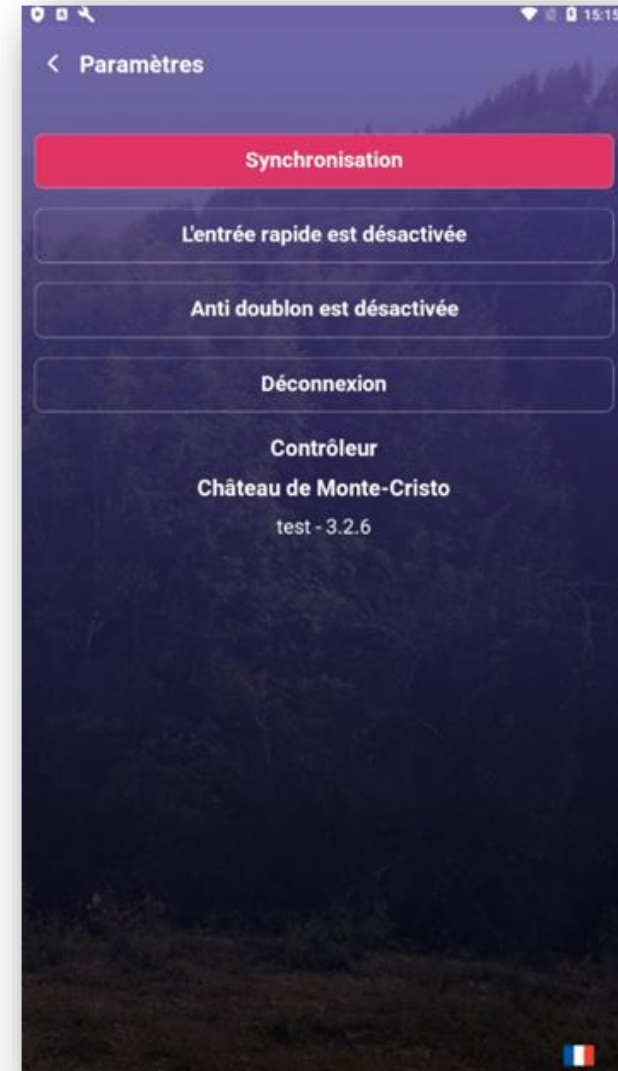 15:15
Paramètres
Synchronisation
L'entrée rapide est désactivée
Anti doublon est désactivée
Déconnexion
Contrôleur
Château de Monte-Cristo
test - 3.2.6